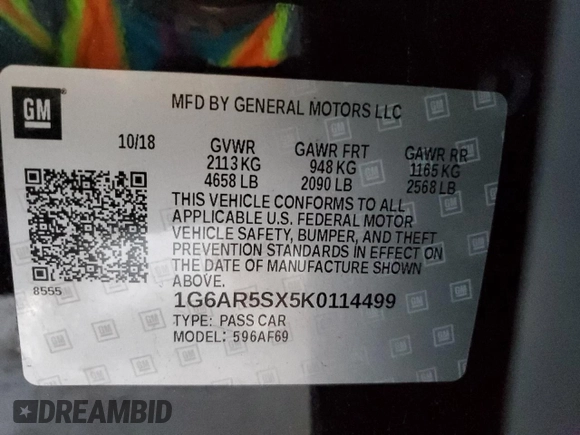 GM
MFD BY GENERAL MOTORS LLC
10/18 GVWR GAWR FRT GAWR RR
2113 KG 948 KG 1165 KG
4658 LB 2090 LB 2568 LB
THIS VEHICLE CONFORMS TO ALL
APPLICABLE U.S. FEDERAL MOTOR
VEHICLE SAFETY, BUMPER, AND THEFT
PREVENTION STANDARDS IN EFFECT ON
THE DATE OF MANUFACTURE SHOWN
ABOVE.
8555
1G6AR5SX5K0114499
TYPE: PASS CAR
MODEL: 596AF69
DREAMBID